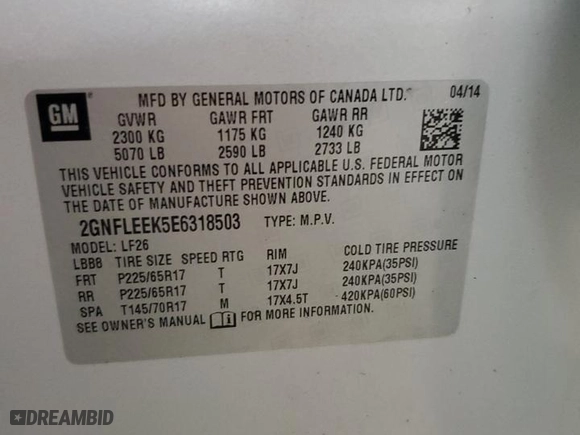 GM
MFD BY GENERAL MOTORS OF CANADA LTD. 04/14
GVWR GAWR FRT GAWR RR
2300 KG 1175 KG 1240 KG
5070 LB 2590 LB 2733 LB
THIS VEHICLE CONFORMS TO ALL APPLICABLE U.S. FEDERAL MOTOR
VEHICLE SAFETY AND THEFT PREVENTION STANDARDS IN EFFECT ON
THE DATE OF MANUFACTURE SHOWN ABOVE.
2GNFLEEK5E6318503 TYPE: M.P.V.
MODEL: LF26
LBBB TIRE SIZE SPEED RTG RIM COLD TIRE PRESSURE
FRT P225/65R17 T 17X7J 240KPA(35PSI)
RR P225/65R17 T 17X7J 240KPA(35PSI)
SPA T145/70R17 M 17X4.5T 420KPA(60PSI)
SEE OWNER'S MANUAL FOR MORE INFORMATION.
DREAMBID